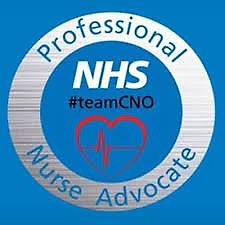 Professional
NHS
#teamCNO
Nurse Advocate